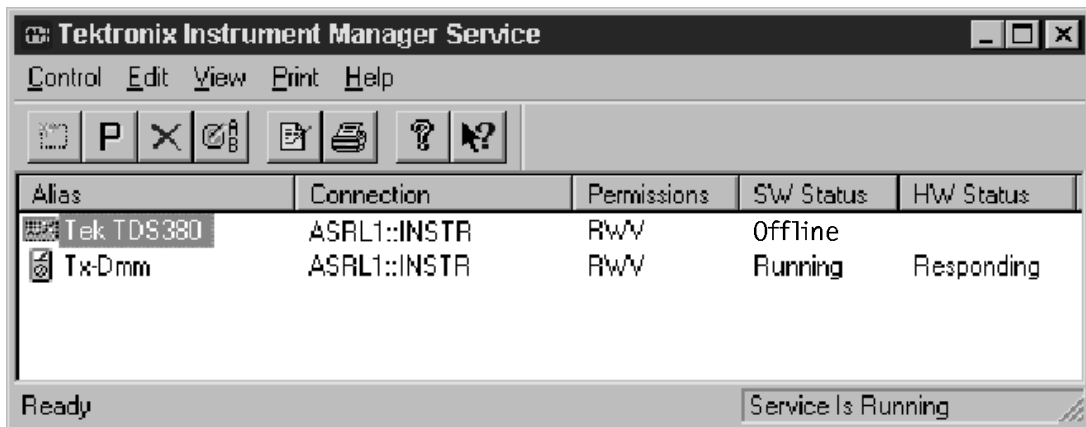 Tektronix Instrument Manager Service
Control Edit View Print Help
P
Alias Connection Permissions SW Status HW Status
Tek TDS380 ASRL1::INSTR RWV Offline
Tx-Dmm ASRL1::INSTR RWV Running Responding
Ready Service Is Running